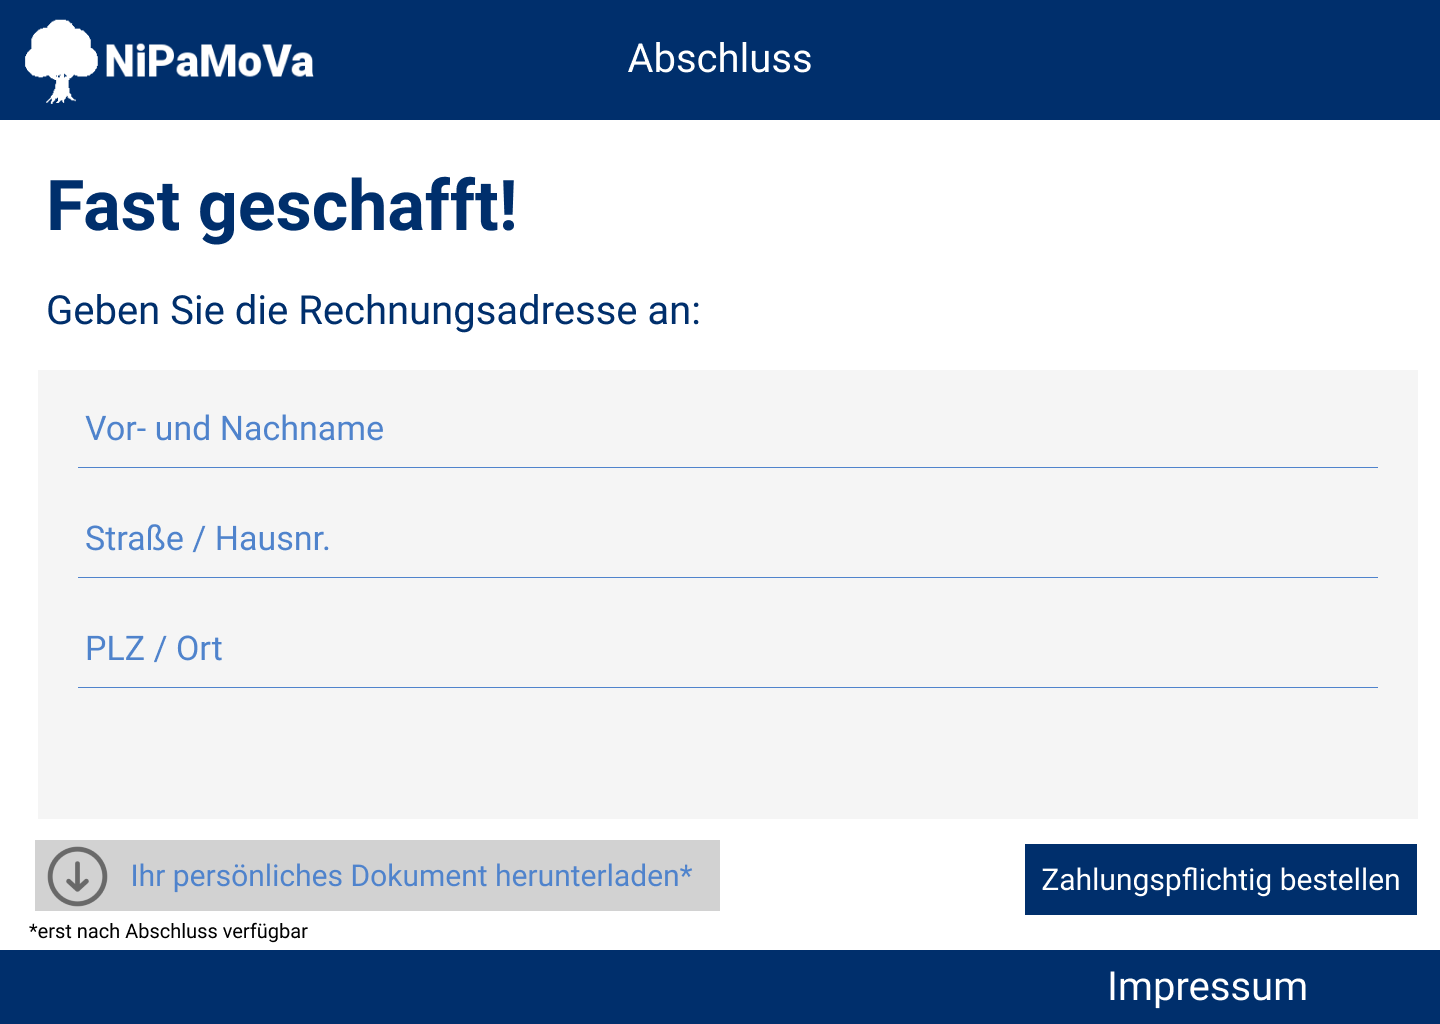 NiPaMoVa
Abschluss
Fast geschafft!
Geben Sie die Rechnungsadresse an:
Vor- und Nachname
Straße / Hausnr.
PLZ / Ort
Ihr persönliches Dokument herunterladen*
Zahlungspflichtig bestellen
*erst nach Abschluss verfügbar
Impressum